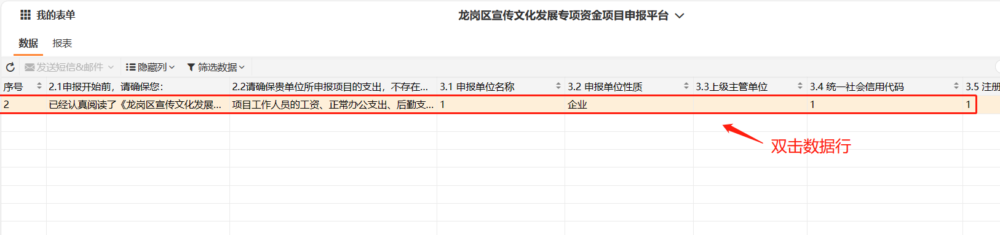 我的表单
龙岗区宣传文化发展专项资金项目申报平台
数据 报表
发送短信&邮件 隐藏列 筛选数据
序号 2.1申报开始前，请确保您： 2.2请确保贵单位所申报项目的支出，不存在... 3.1 申报单位名称 3.2 申报单位性质 3.3上级主管单位 3.4 统一社会信用代码 3.5 注册
2 已经认真阅读了《龙岗区宣传文化发展... 项目工作人员的工资、正常办公支出、后勤支... 1 企业 1 1
双击数据行